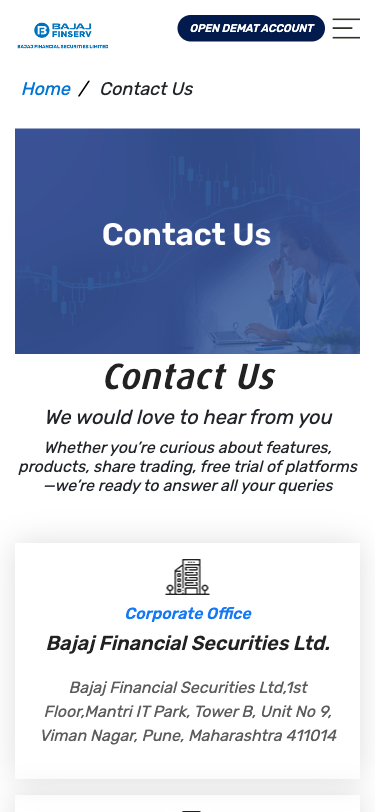 BAJAJ
FINSERV
BAJAJ FINANCIAL SECURITIES LIMITED
OPEN DEMAT ACCOUNT
Home / Contact Us
Contact Us
Contact Us
We would love to hear from you
Whether you're curious about features,
products, share trading, free trial of platforms
—we're ready to answer all your queries
Corporate Office
Bajaj Financial Securities Ltd.
Bajaj Financial Securities Ltd,1st
Floor,Mantri IT Park, Tower B, Unit No 9,
Viman Nagar, Pune, Maharashtra 411014